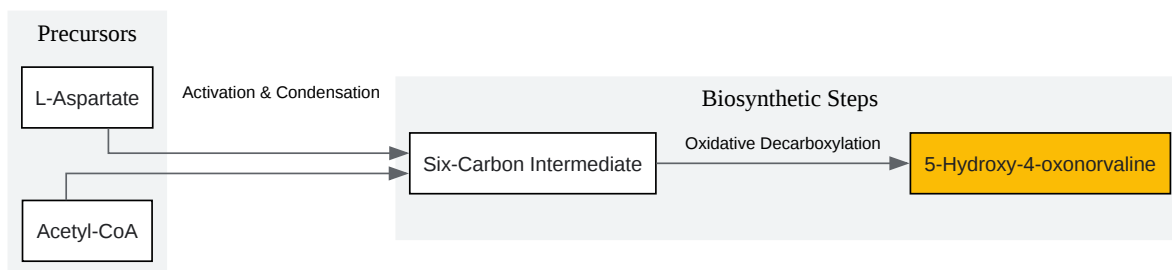 Precursors
L-Aspartate
Activation & Condensation
Biosynthetic Steps
Oxidative Decarboxylation
Six-Carbon Intermediate
5-Hydroxy-4-oxonorvaline
Acetyl-CoA